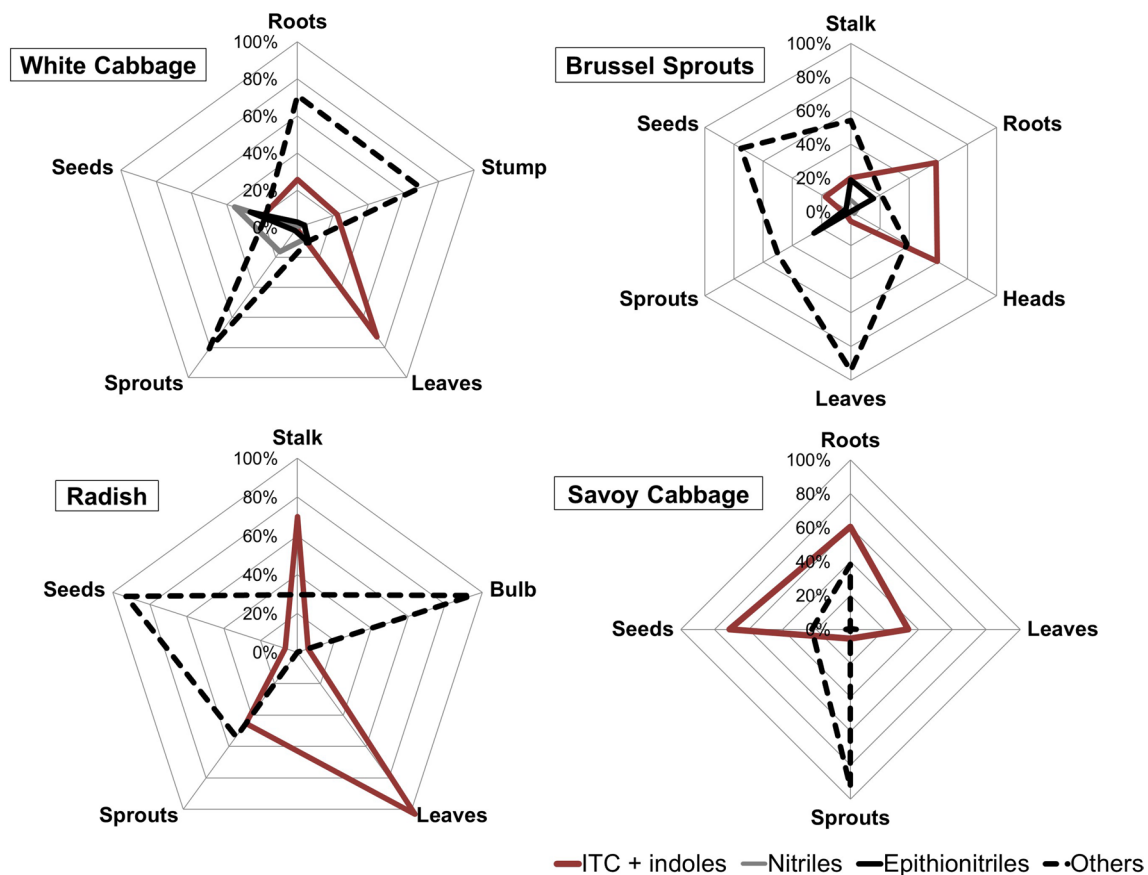 White Cabbage
Roots
100%
80%
60%
40%
20%
0%
Stump
Leaves
Sprouts
Seeds
Brussel Sprouts
Stalk
100%
80%
60%
40%
20%
0%
Roots
Heads
Leaves
Sprouts
Seeds
Radish
Stalk
100%
80%
60%
40%
20%
0%
Bulb
Leaves
Sprouts
Seeds
Savoy Cabbage
Roots
100%
80%
60%
40%
20%
0%
Leaves
Sprouts
Seeds
ITC + indoles Nitriles Epithionitriles Others